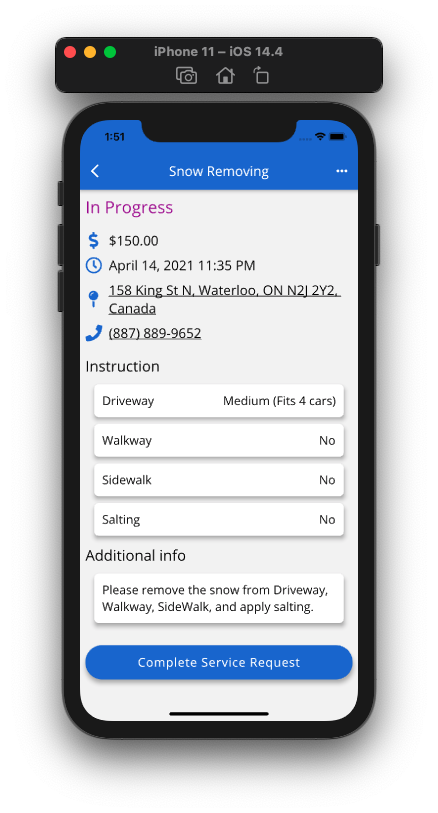 iPhone 11 – iOS 14.4
1:51
Snow Removing
In Progress
$150.00
April 14, 2021 11:35 PM
158 King St N, Waterloo, ON N2J 2Y2,
Canada
(887) 889-9652
Instruction
Driveway Medium (Fits 4 cars)
Walkway No
Sidewalk No
Salting No
Additional info
Please remove the snow from Driveway,
Walkway, SideWalk, and apply salting.
Complete Service Request